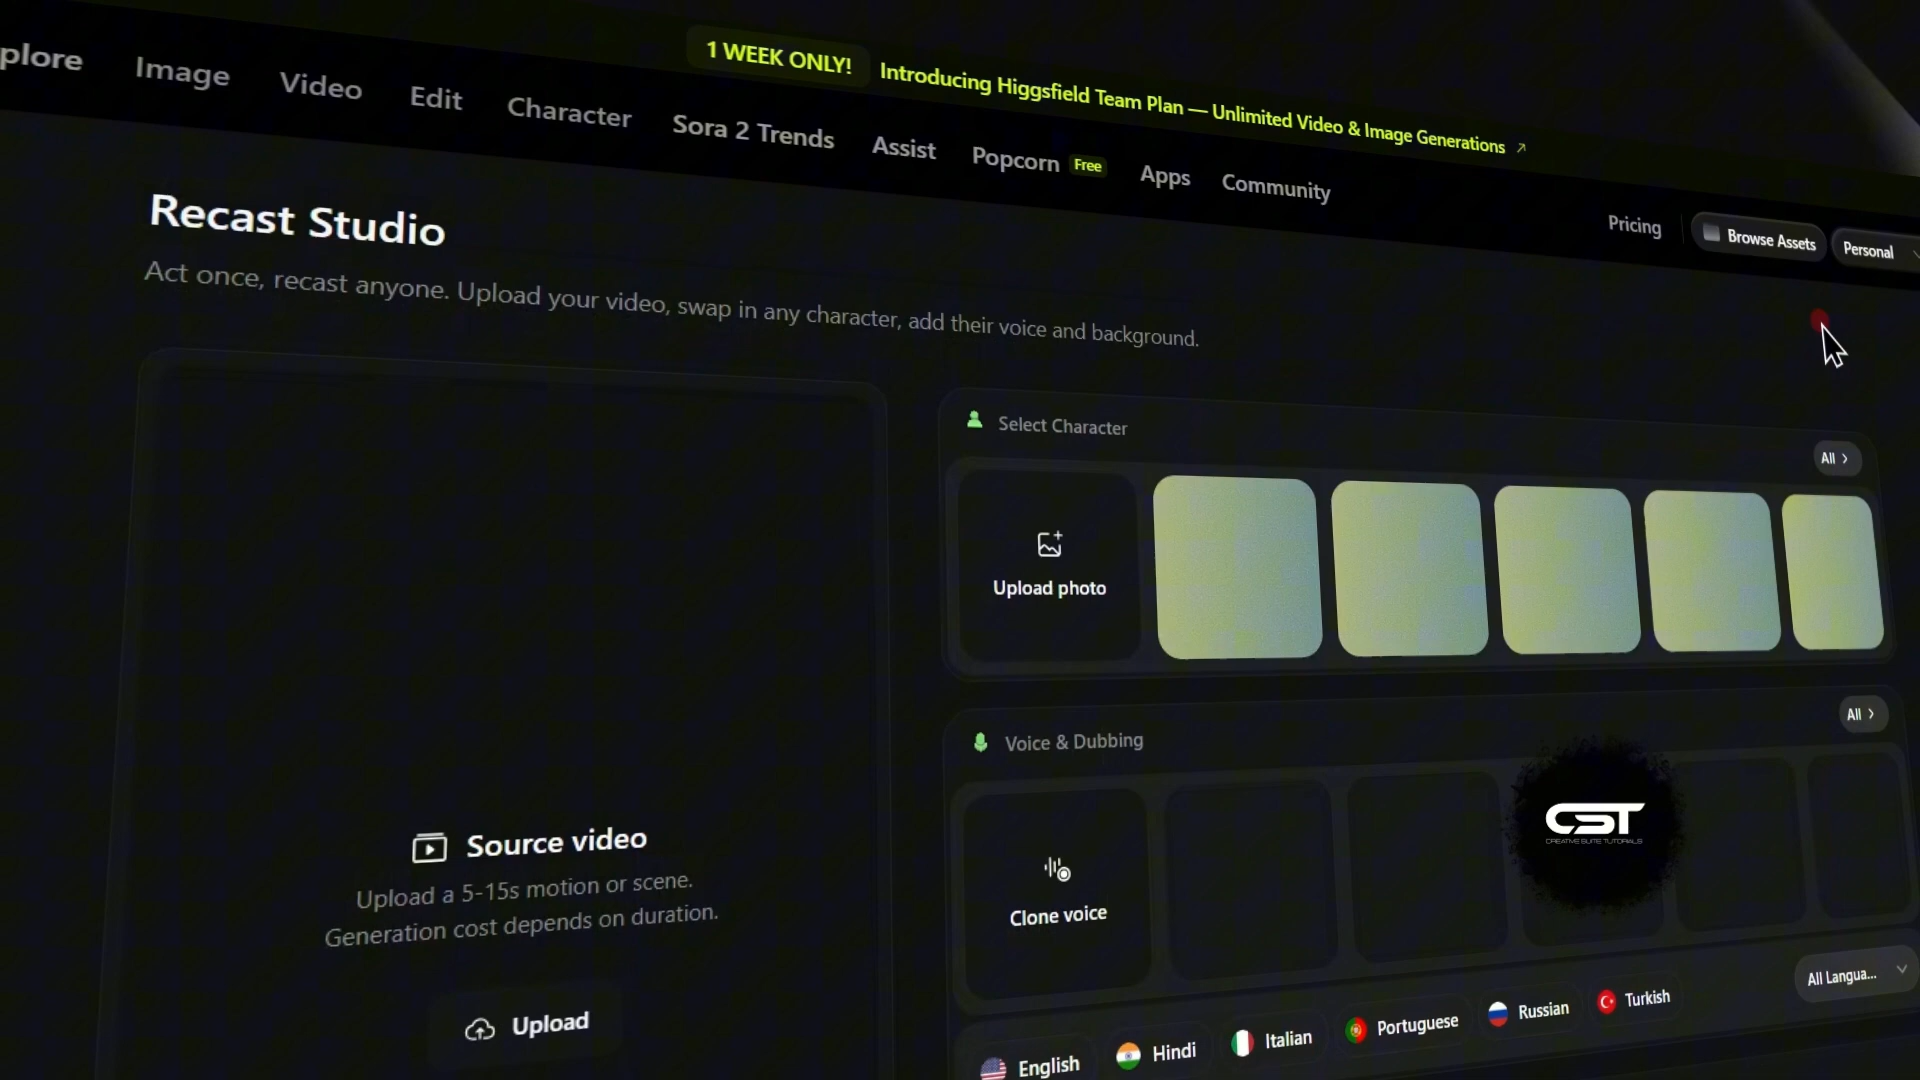 1 WEEK ONLY! Introducing Higgsfield Team Plan — Unlimited Video & Image Generations ↗
plore Image Video Edit Character Sora 2 Trends Assist Popcorn Free Apps Community Pricing Browse Assets Personal
Recast Studio
Act once, recast anyone. Upload your video, swap in any character, add their voice and background.
Select Character
All >
Upload photo
Voice & Dubbing
All >
Clone voice
CST
CREATIVE SUITE TUTORIALS
Source video
Upload a 5-15s motion or scene.
Generation cost depends on duration.
Upload
All Langua...
English Hindi Italian Portuguese Russian Turkish